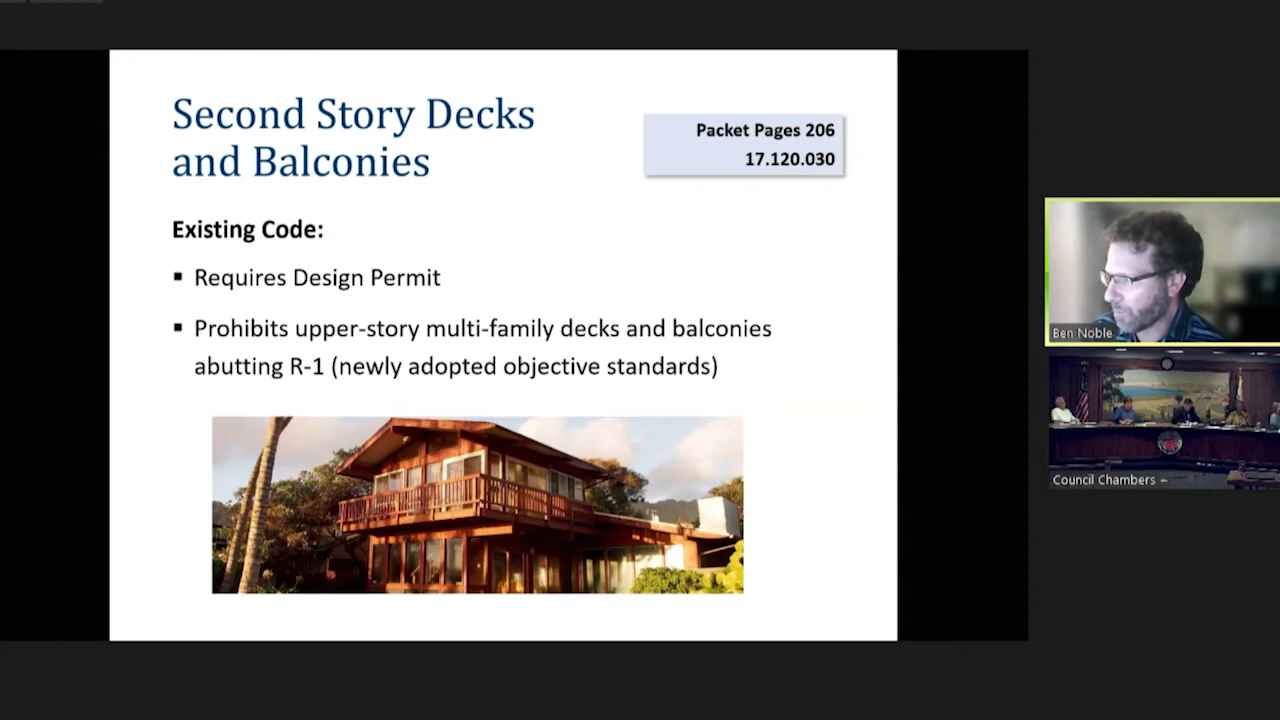 Second Story Decks
and Balconies
Packet Pages 206
17.120.030
Existing Code:
▪ Requires Design Permit
▪ Prohibits upper-story multi-family decks and balconies
abutting R-1 (newly adopted objective standards)
Ben Noble
Council Chambers ~